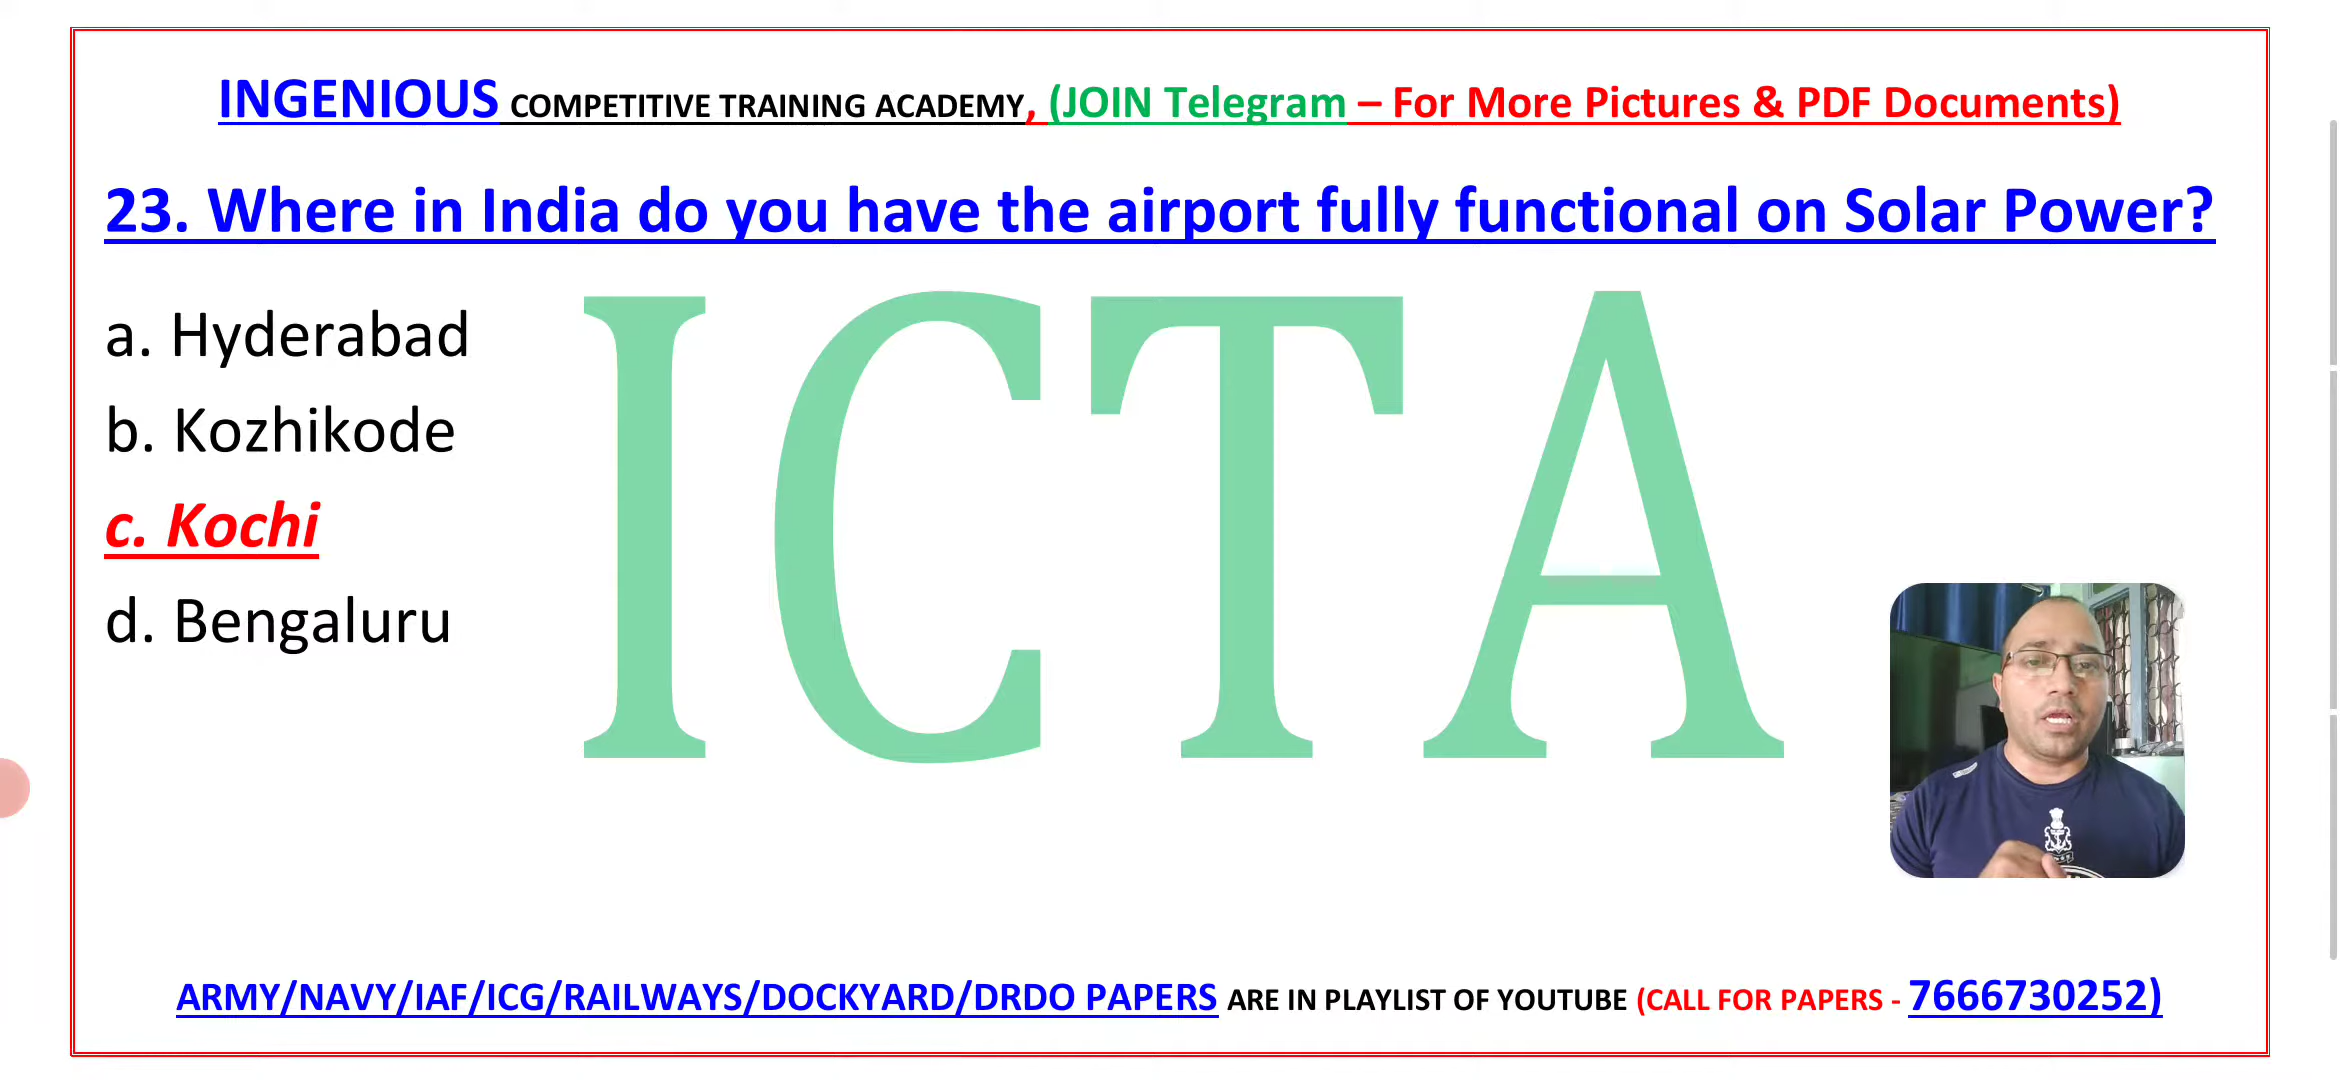 INGENIOUS COMPETITIVE TRAINING ACADEMY, (JOIN Telegram – For More Pictures & PDF Documents)
23. Where in India do you have the airport fully functional on Solar Power?
a. Hyderabad
b. Kozhikode
c. Kochi
d. Bengaluru
ICTA
ARMY/NAVY/IAF/ICG/RAILWAYS/DOCKYARD/DRDO PAPERS ARE IN PLAYLIST OF YOUTUBE (CALL FOR PAPERS - 7666730252)